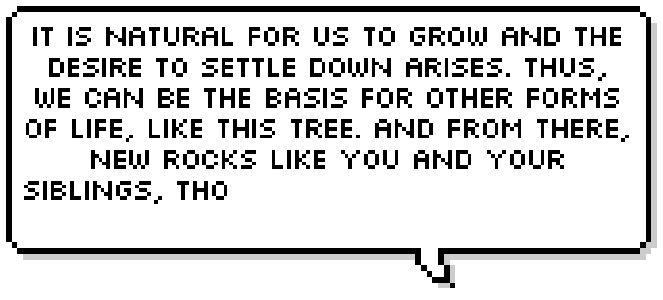 IT IS NATURAL FOR US TO GROW AND THE
DESIRE TO SETTLE DOWN ARISES. THUS,
WE CAN BE THE BASIS FOR OTHER FORMS
OF LIFE, LIKE THIS TREE. AND FROM THERE,
NEW ROCKS LIKE YOU AND YOUR
SIBLINGS, THO